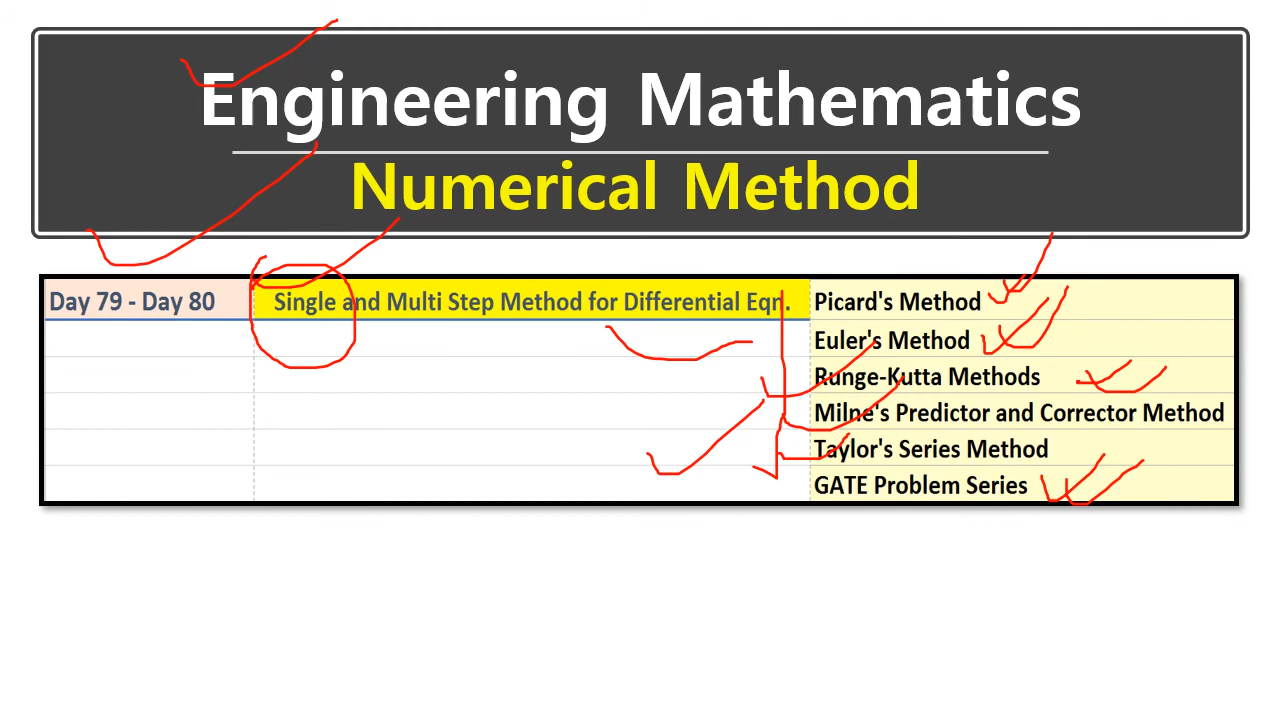 Engineering Mathematics
Numerical Method
Day 79 - Day 80 Single and Multi Step Method for Differential Eqn. Picard's Method
Euler's Method
Runge-Kutta Methods
Milne's Predictor and Corrector Method
Taylor's Series Method
GATE Problem Series